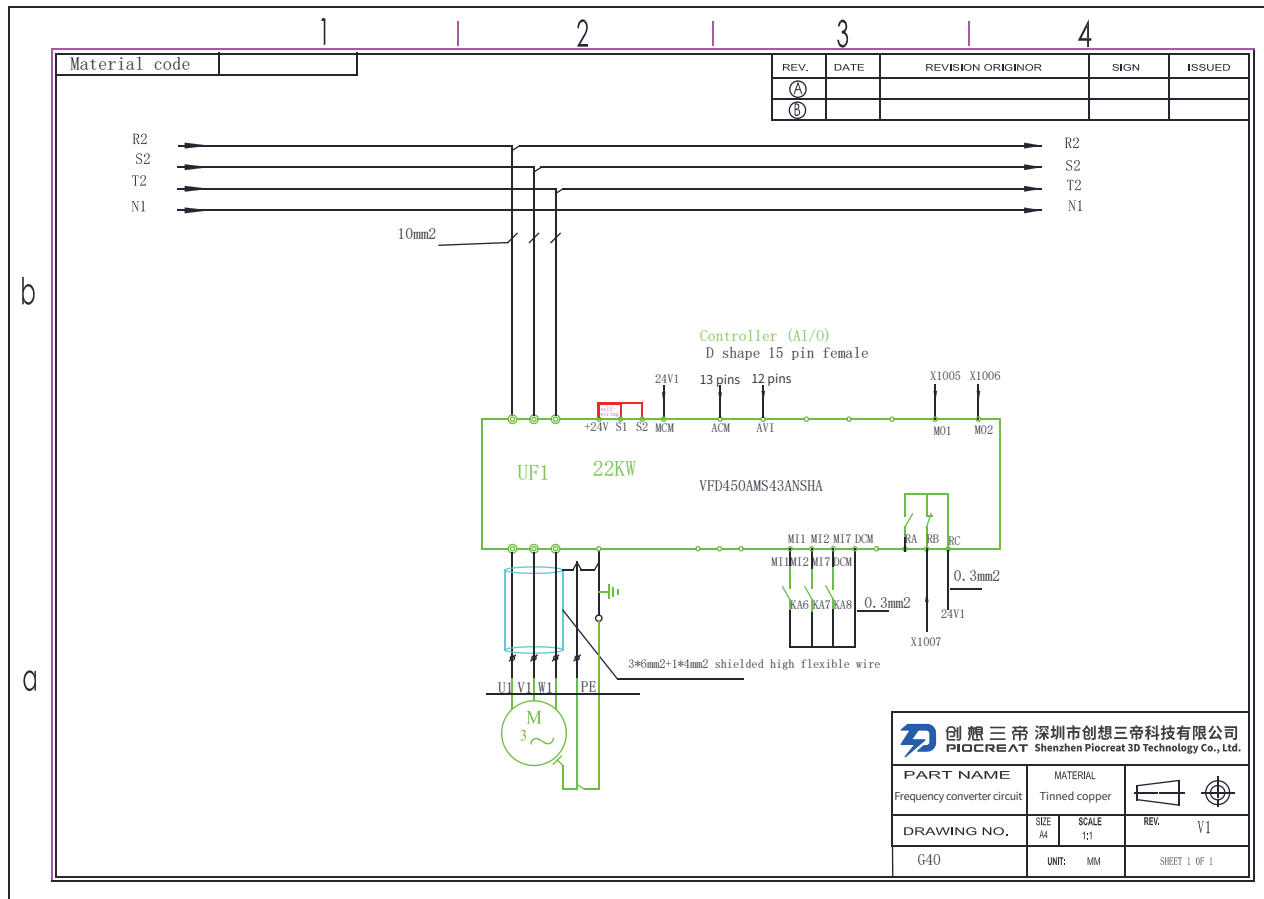 1 2 3 4
Material code
REV. DATE REVISION ORIGINOR SIGN ISSUED
A
B
R2 R2
S2 S2
T2 T2
N1 N1
10mm2
b
Controller (AI/O)
D shape 15 pin female
24V1 13 pins 12 pins X1005 X1006
self-wiring
+24V S1 S2 MCM ACM AVI MO1 MO2
UF1 22KW
VFD450AMS43ANSHA
MI1 MI2 MI7 DCM RA RB RC
MI1 MI2 MI7 DCM
0.3mm2
KA6 KA7 KA8 0.3mm2
24V1
X1007
3*6mm2+1*4mm2 shielded high flexible wire
a
U1 V1 W1 PE
M
3
创想三帝 深圳市创想三帝科技有限公司
PIOCREAT Shenzhen Piocreat 3D Technology Co., Ltd.
PART NAME MATERIAL
Frequency converter circuit Tinned copper
DRAWING NO. SIZE SCALE REV. V1
A4 1:1
G40 UNIT: MM SHEET 1 OF 1